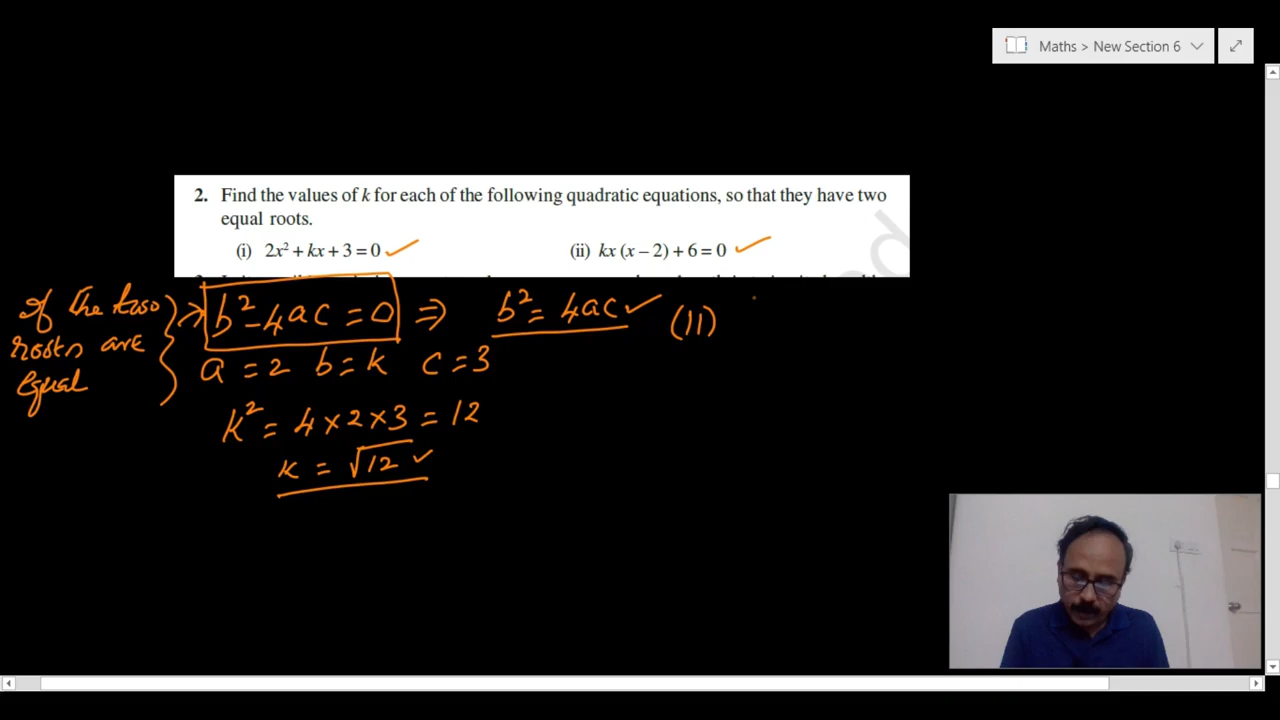 Maths > New Section 6
2. Find the values of k for each of the following quadratic equations, so that they have two
equal roots.
(i) 2x² + kx + 3 = 0 (ii) kx (x – 2) + 6 = 0
of the two
roots are
equal
b² - 4ac = 0 ⇒ b² = 4ac (II)
a = 2 b = k c = 3
k² = 4 × 2 × 3 = 12
k = √12